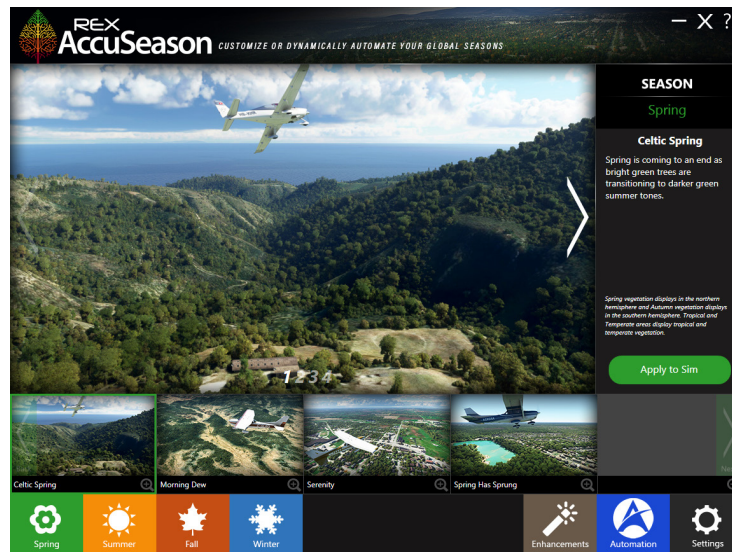 REX
AccuSeason CUSTOMIZE OR DYNAMICALLY AUTOMATE YOUR GLOBAL SEASONS
— X ?
SEASON
Spring
Celtic Spring
Spring is coming to an end as
bright green trees are
transitioning to darker green
summer tones.
Spring vegetation displays in the northern
hemisphere and Autumn vegetation displays
in the southern hemisphere. Tropical and
Temperate areas display tropical and
temperate vegetation.
1 2 3 4
Apply to Sim
Celtic Spring
Morning Dew
Serenity
Spring Has Sprung
Spring
Summer
Fall
Winter
Enhancements
Automation
Settings